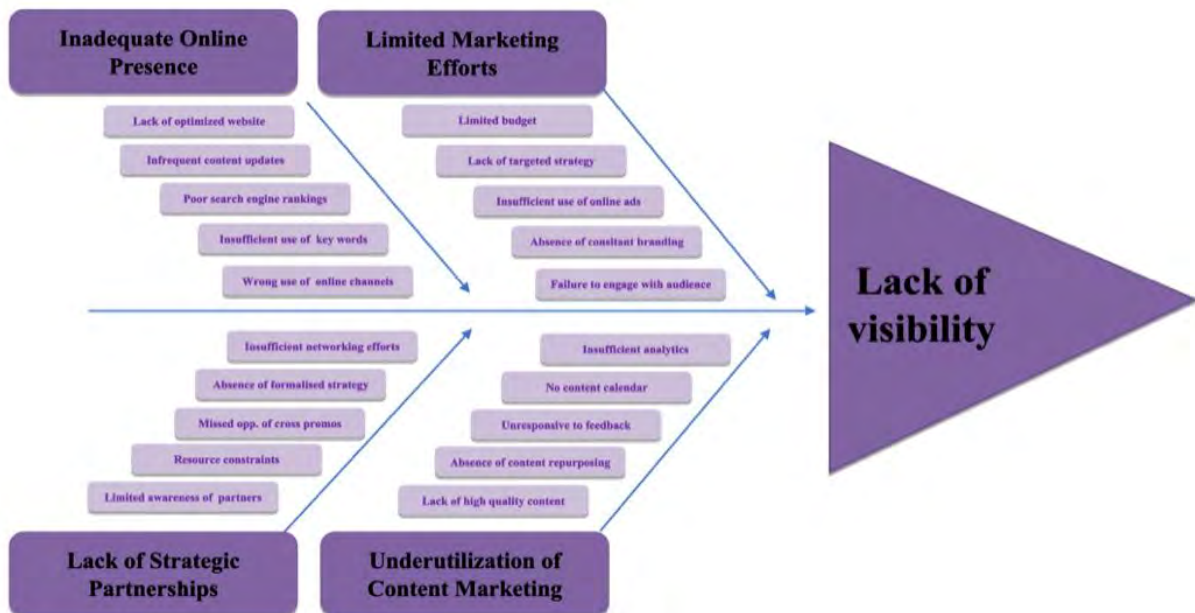 Inadequate Online
Presence
Lack of optimized website
Infrequent content updates
Poor search engine rankings
Insufficient use of key words
Wrong use of online channels
Limited Marketing
Efforts
Limited budget
Lack of targeted strategy
Insufficient use of online ads
Absence of consitant branding
Failure to engage with audience
Lack of
visibility
Insufficient networking efforts
Absence of formalised strategy
Missed opp. of cross promos
Resource constraints
Limited awareness of partners
Lack of Strategic
Partnerships
Insufficient analytics
No content calendar
Unresponsive to feedback
Absence of content repurposing
Lack of high quality content
Underutilization of
Content Marketing